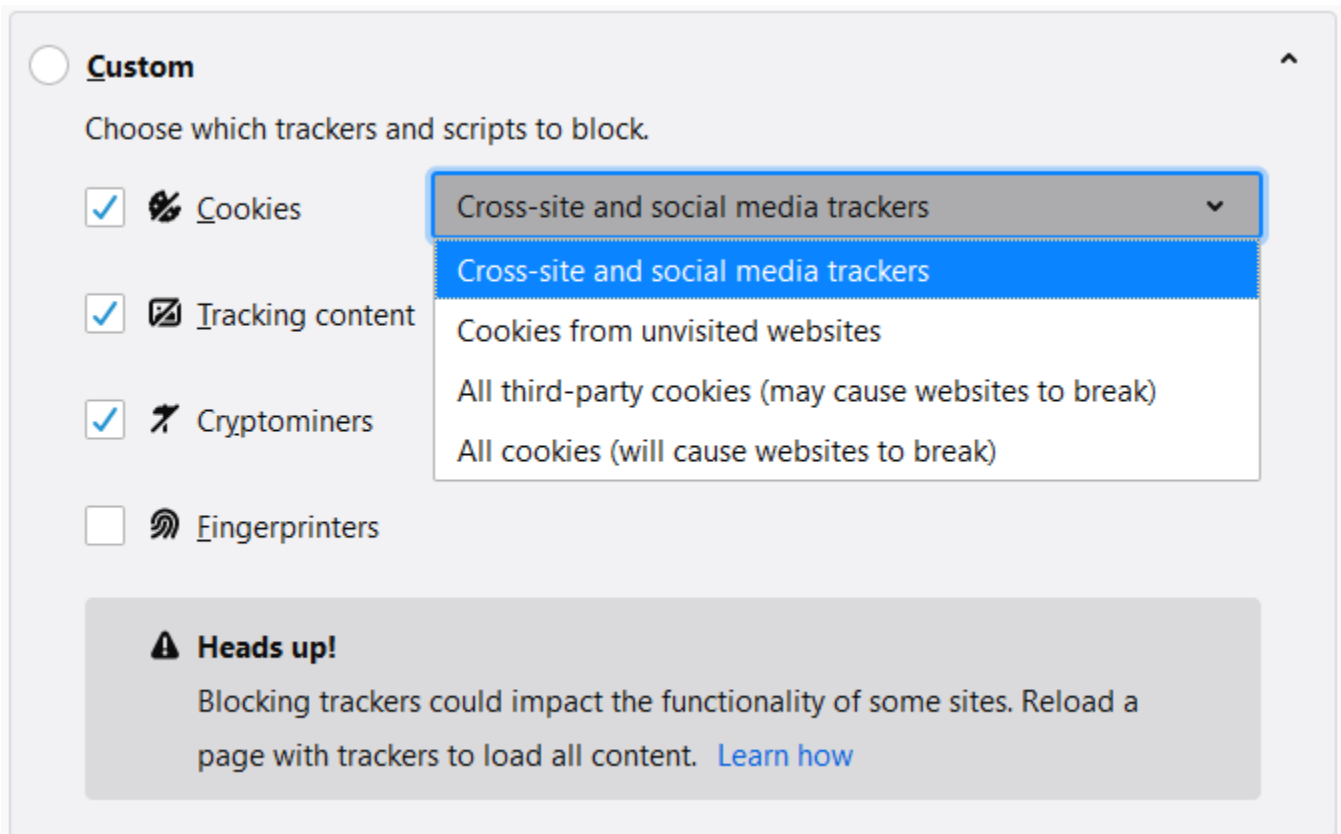 Custom
Choose which trackers and scripts to block.
Cookies
Cross-site and social media trackers
Cross-site and social media trackers
Cookies from unvisited websites
All third-party cookies (may cause websites to break)
All cookies (will cause websites to break)
Tracking content
Cryptominers
Fingerprinters
Heads up!
Blocking trackers could impact the functionality of some sites. Reload a
page with trackers to load all content. Learn how